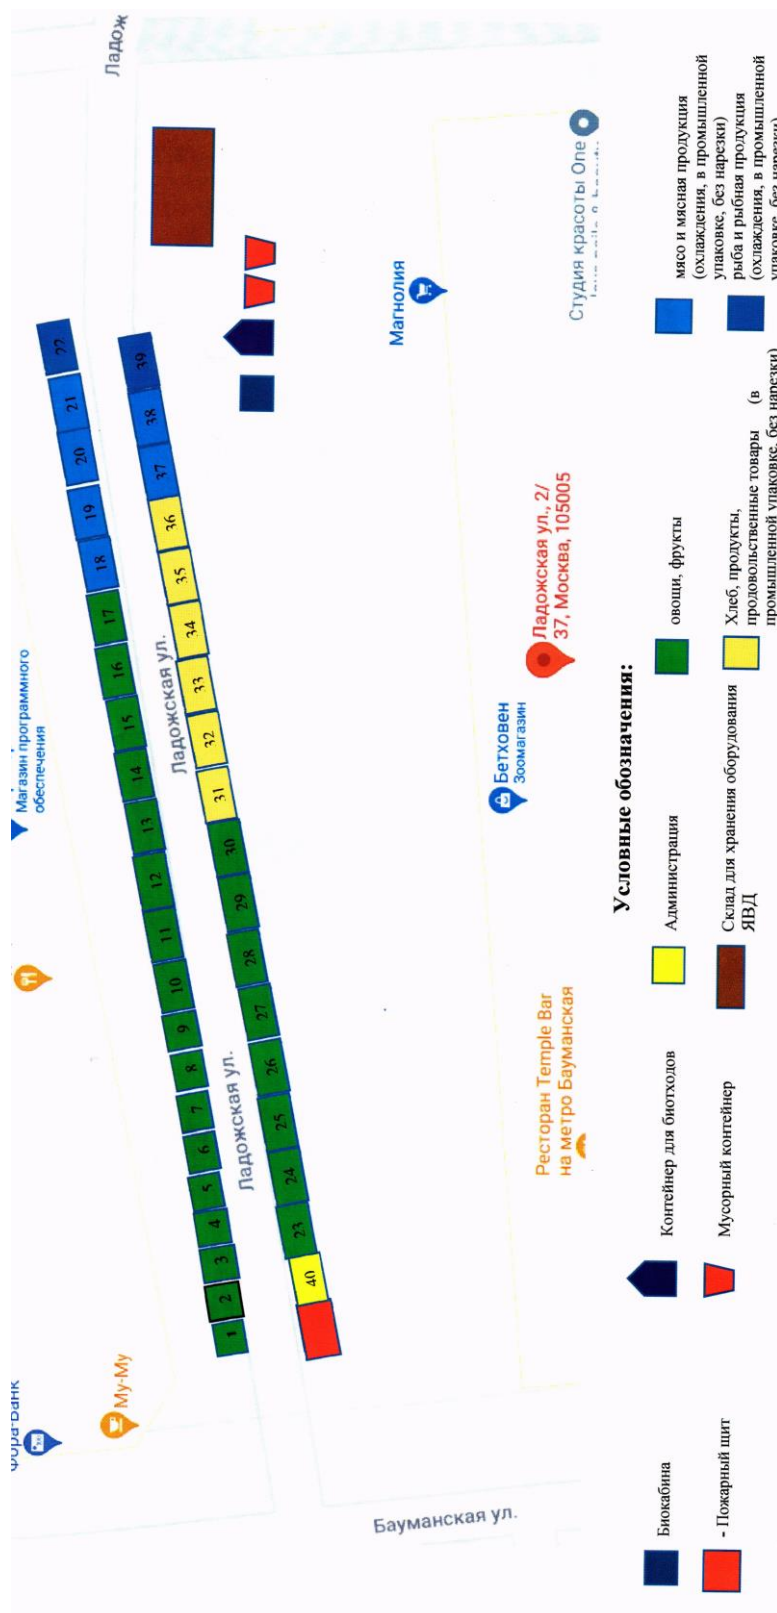 Ладож
Студия красоты One
Магнолия
Ладожская ул., 2/
37, Москва, 105005
Магазин программного
обеспечения
Ладожская ул.
Бетховен
Зоомагазин
Ладожская ул.
Ресторан Temple Bar
на метро Бауманская
Му-Му
Фора-Банк
Бауманская ул.
1
2
3
4
5
6
7
8
9
10
11
12
13
14
15
16
17
18
19
20
21
22
40
23
24
25
26
27
28
29
30
31
32
33
34
35
36
37
38
39
Условные обозначения:
Биокабина
Контейнер для биотходов
Администрация
овощи, фрукты
мясо и мясная продукция
(охлаждения, в промышленной
упаковке, без нарезки)
- Пожарный щит
Мусорный контейнер
Склад для хранения оборудования
ЯВД
Хлеб, продукты,
продовольственные товары (в
промышленной упаковке, без нарезки)
рыба и рыбная продукция
(охлаждения, в промышленной
упаковке, без нарезки)